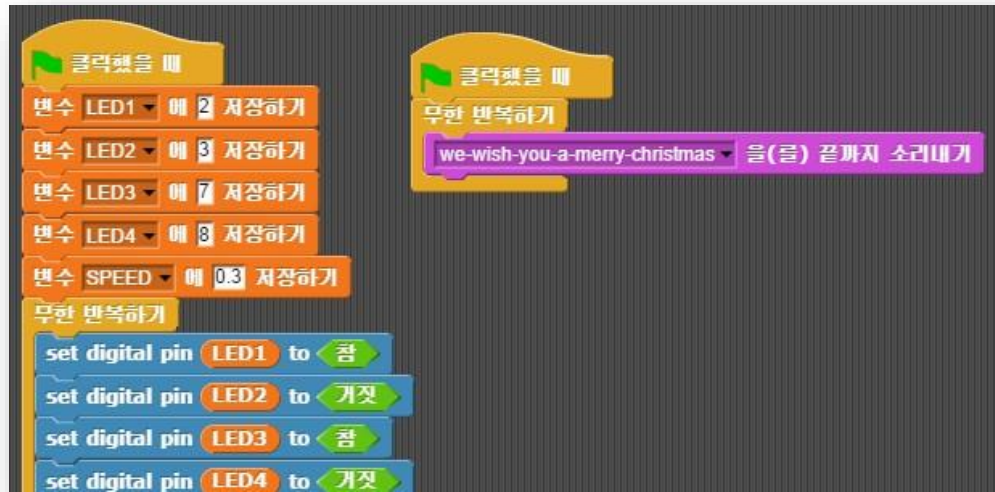 클릭했을 때
변수 LED1 에 2 저장하기
변수 LED2 에 3 저장하기
변수 LED3 에 7 저장하기
변수 LED4 에 8 저장하기
변수 SPEED 에 0.3 저장하기
무한 반복하기
set digital pin LED1 to 참
set digital pin LED2 to 거짓
set digital pin LED3 to 참
set digital pin LED4 to 거짓
클릭했을 때
무한 반복하기
we-wish-you-a-merry-christmas 을(를) 끝까지 소리내기